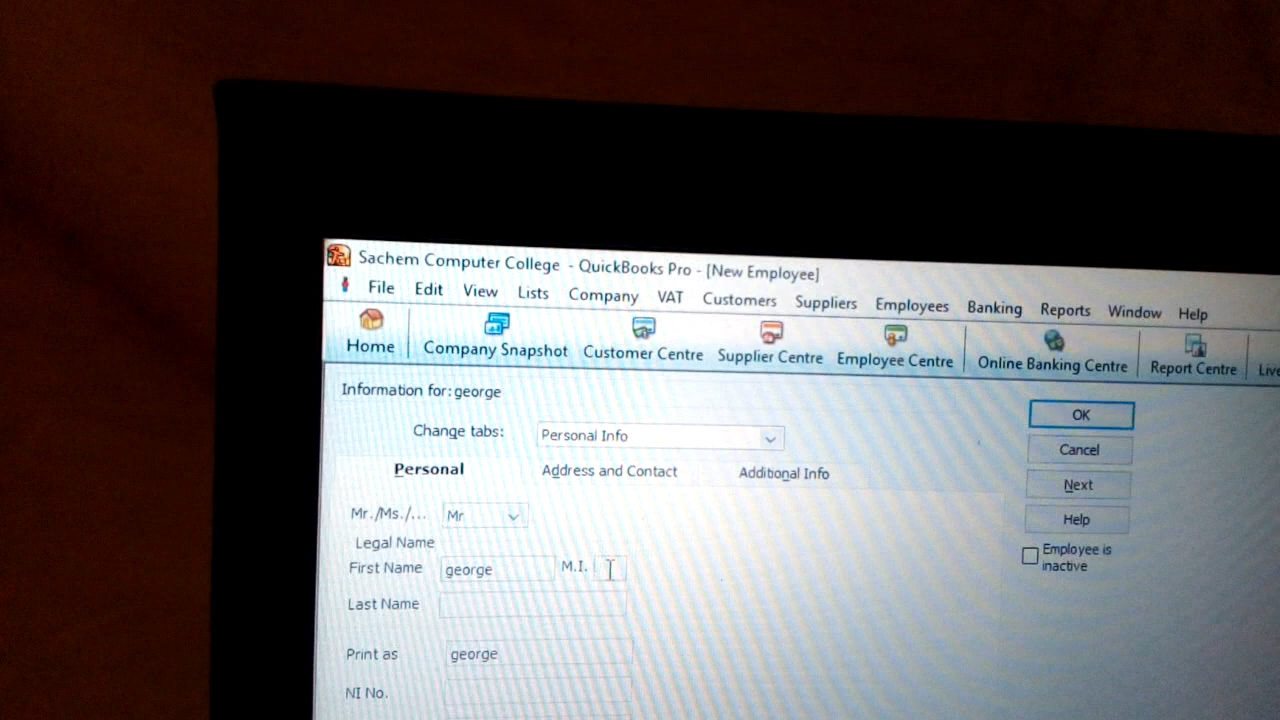 Sachem Computer College - QuickBooks Pro - [New Employee]
File Edit View Lists Company VAT Customers Suppliers Employees Banking Reports Window Help
Home Company Snapshot Customer Centre Supplier Centre Employee Centre Online Banking Centre Report Centre
Information for: george
Change tabs: Personal Info
Personal Address and Contact Additional Info
Mr./Ms./... Mr
Legal Name
First Name george M.I.
Last Name
Print as george
NI No.
OK
Cancel
Next
Help
Employee is
inactive